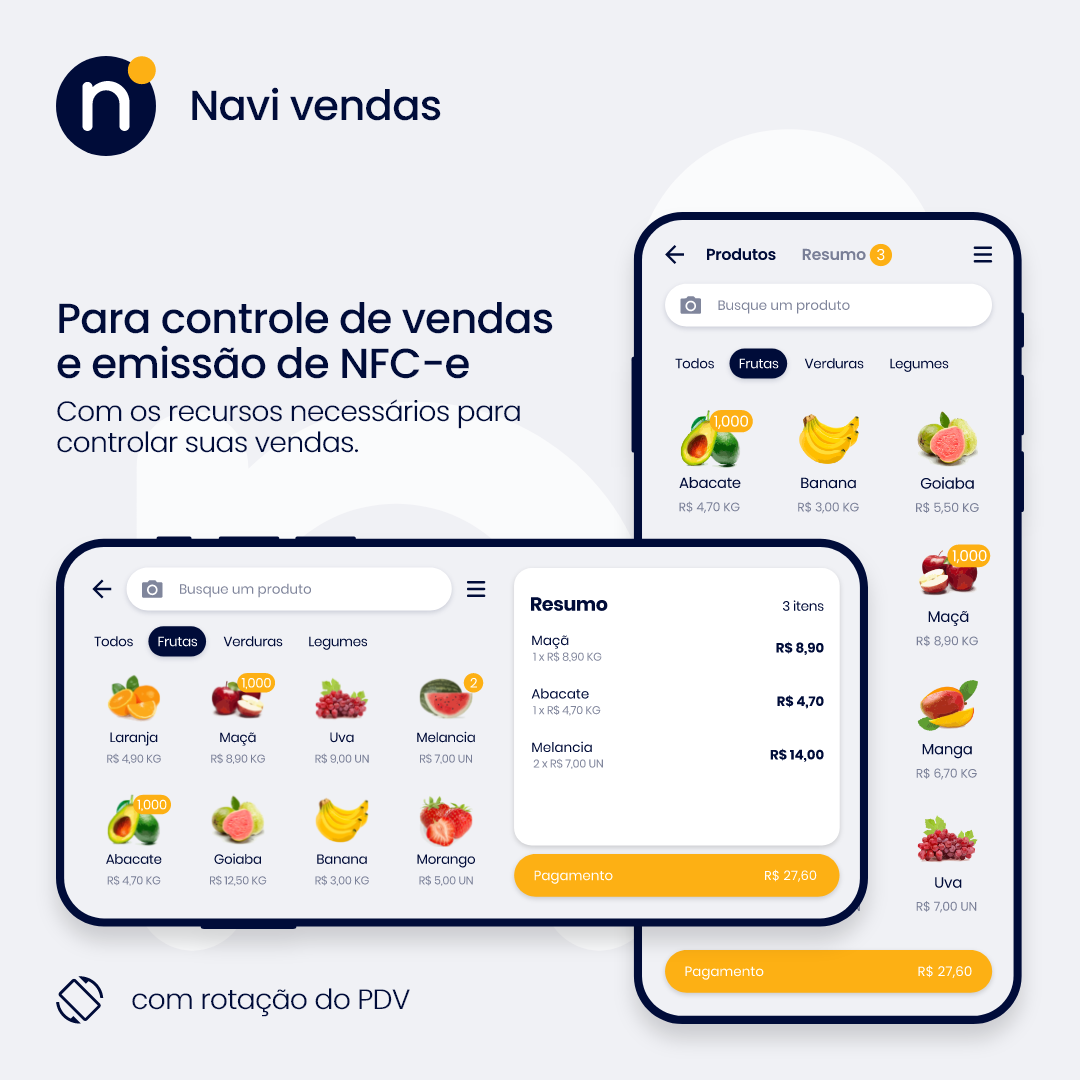 n
Navi vendas
Para controle de vendas
e emissão de NFC-e
Com os recursos necessários para
controlar suas vendas.
Produtos Resumo 3
Busque um produto
Todos Frutas Verduras Legumes
1,000
Abacate Banana Goiaba
R$ 4,70 KG R$ 3,00 KG R$ 5,50 KG
1,000
Maçã
R$ 8,90 KG
Manga
R$ 6,70 KG
Uva
R$ 7,00 UN
Pagamento R$ 27,60
Busque um produto
Todos Frutas Verduras Legumes
1,000 2
Laranja Maçã Uva Melancia
R$ 4,90 KG R$ 8,90 KG R$ 9,00 UN R$ 7,00 UN
1,000
Abacate Goiaba Banana Morango
R$ 4,70 KG R$ 12,50 KG R$ 3,00 KG R$ 5,00 UN
Resumo 3 itens
Maçã
1 x R$ 8,90 KG R$ 8,90
Abacate
1 x R$ 4,70 KG R$ 4,70
Melancia
2 x R$ 7,00 UN R$ 14,00
Pagamento R$ 27,60
com rotação do PDV